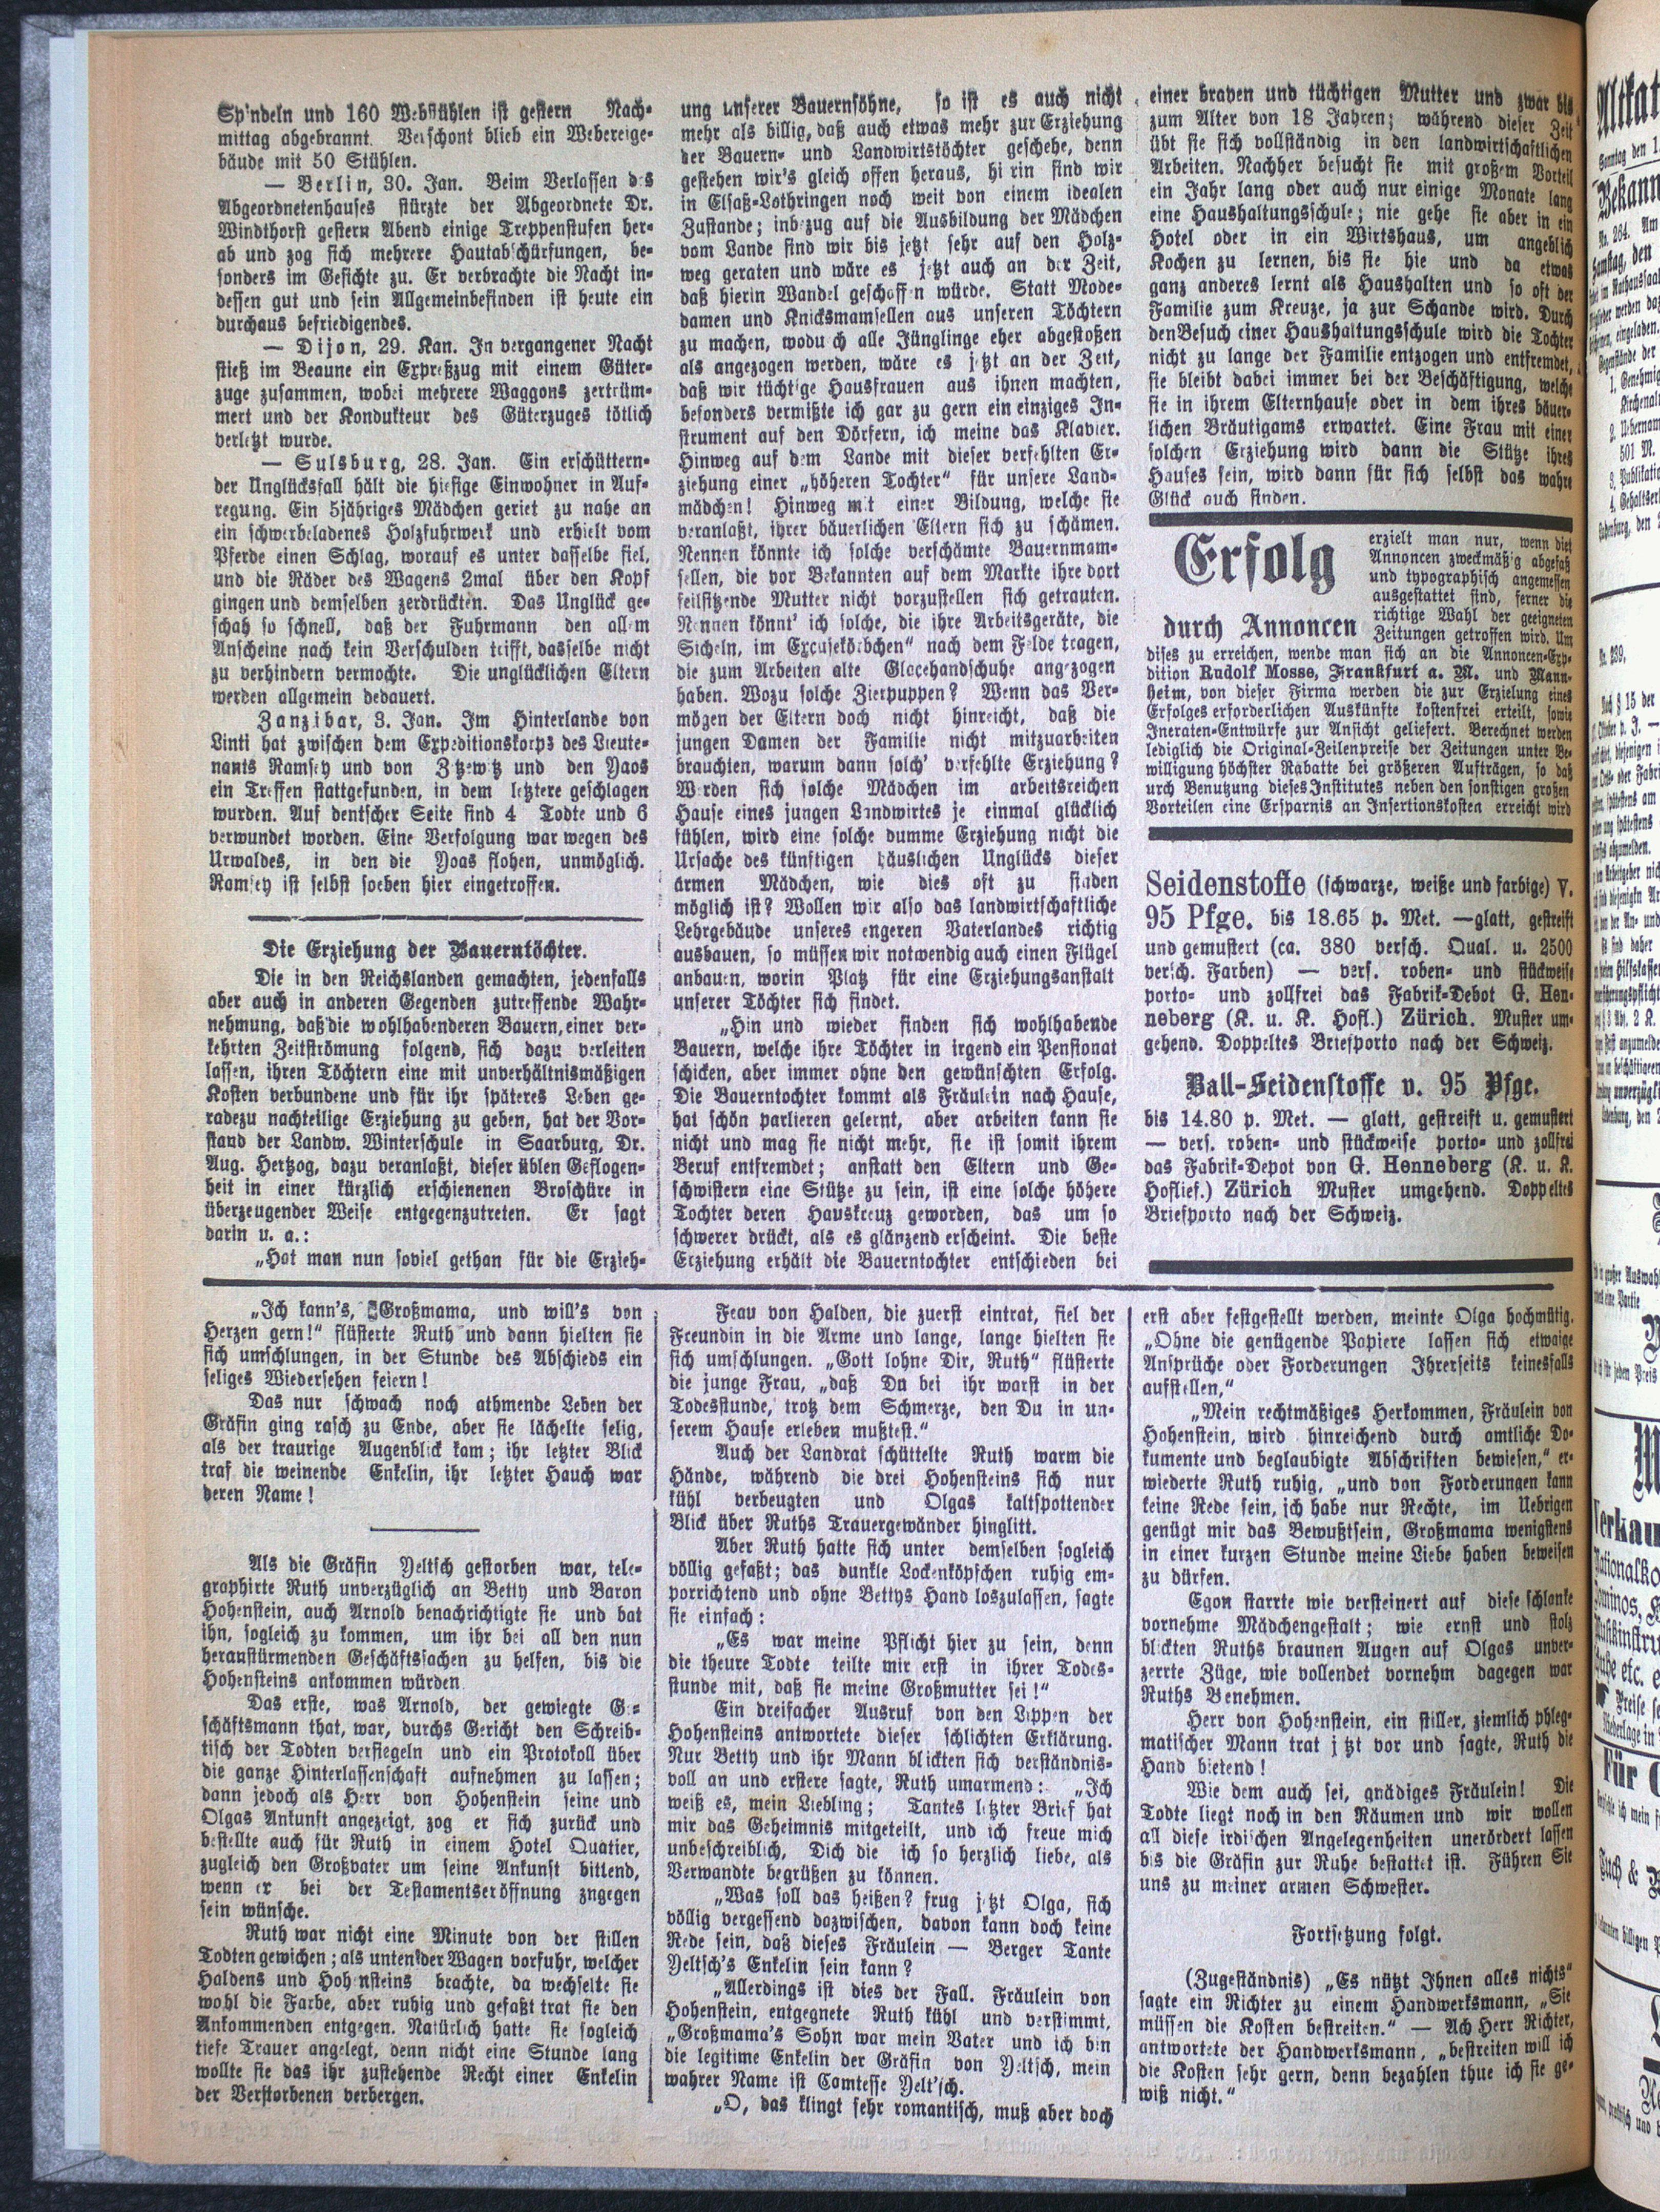 Spindeln und 160 Webstühlen ist gestern Nach-
mittag abgebrannt. Verschont blieb ein Webereige-
bäude mit 50 Stühlen.
— Berlin, 30. Jan. Beim Verlassen d s
Abgeordnetenhauses stürzte der Abgeordnete Dr.
Windthorst gestern Abend einige Treppenstufen her-
ab und zog sich mehrere Hautabschürfungen, be-
sonders im Gesichte zu. Er verbrachte die Nacht in-
dessen gut und sein Allgemeinbefinden ist heute ein
durchaus befriedigendes.
— Dijon, 29. Kan. In vergangener Nacht
stieß im Beaune ein Expreßzug mit einem Güter-
zuge zusammen, wobei mehrere Waggons zertrüm-
mert und der Kondukteur des Güterzuges tötlich
verletzt wurde.
— Sulsburg, 28. Jan. Ein erschüttern-
der Unglücksfall hält die hiesige Einwohner in Auf-
regung. Ein 5jähriges Mädchen geriet zu nahe an
ein schwerbeladenes Holzfuhrwerk und erhielt vom
Pferde einen Schlag, worauf es unter dasselbe fiel,
und die Räder des Wagens 2mal über den Kopf
gingen und demselben zerdrückten. Das Unglück ge-
schah so schnell, daß der Fuhrmann den allem
Anscheine nach kein Verschulden trifft, dasselbe nicht
zu verhindern vermochte. Die unglücklichen Eltern
werden allgemein bedauert.
Zanzibar, 3. Jan. Im Hinterlande von
Linti hat zwischen dem Expeditionskorps des Lieute-
nants Ramsey und von Zitzewitz und den Yaos
ein Treffen stattgefunden, in dem letztere geschlagen
wurden. Auf deutscher Seite sind 4 Todte und 6
verwundet worden. Eine Verfolgung war wegen des
Urwaldes, in den die Yoas flohen, unmöglich.
Ramsey ist selbst soeben hier eingetroffen.
Die Erziehung der Bauerntöchter.
Die in den Reichslanden gemachten, jedenfalls
aber auch in anderen Gegenden zutreffende Wahr-
nehmung, daß die wohlhabenderen Bauern, einer ver-
kehrten Zeitströmung folgend, sich dazu verleiten
lassen, ihren Töchtern eine mit unverhältnismäßigen
Kosten verbundene und für ihr späteres Leben ge-
radezu nachteilige Erziehung zu geben, hat der Vor-
stand der Landw. Winterschule in Saarburg, Dr.
Aug. Hertzog, dazu veranlaßt, dieser üblen Geflogen-
heit in einer kürzlich erschienenen Broschüre in
überzeugender Weise entgegenzutreten. Er sagt
darin u. a.:
„Hat man nun soviel gethan für die Erzieh-
ung unserer Bauernsöhne, so ist es auch nicht
mehr als billig, daß auch etwas mehr zur Erziehung
der Bauern- und Landwirtstöchter geschehe, denn
gestehen wir's gleich offen heraus, hi rin sind wir
in Elsaß-Lothringen noch weit von einem idealen
Zustande; inbezug auf die Ausbildung der Mädchen
vom Lande sind wir bis jetzt sehr auf den Holz-
weg geraten und wäre es jetzt auch an der Zeit,
daß hierin Wandel geschaffen würde. Statt Mode-
damen und Knicksmamsellen aus unseren Töchtern
zu machen, wodu ch alle Jünglinge eher abgestoßen
als angezogen werden, wäre es jetzt an der Zeit,
daß wir tüchtige Hausfrauen aus ihnen machten,
besonders vermißte ich gar zu gern ein einziges In-
strument auf den Dörfern, ich meine das Klavier.
Hinweg auf dem Lande mit dieser verfehlten Er-
ziehung einer „höheren Tochter“ für unsere Land-
mädchen! Hinweg mit einer Bildung, welche sie
veranlaßt, ihrer bäuerlichen Eltern sich zu schämen.
Nennen könnte ich solche verschämte Bauernmam-
sellen, die vor Bekannten auf dem Markte ihre dort
feilsitzende Mutter nicht vorzustellen sich getrauten.
Nennen könnt' ich solche, die ihre Arbeitsgeräte, die
Sicheln, im Excusekörbchen“ nach dem Felde tragen,
die zum Arbeiten alte Glacehandschuhe angezogen
haben. Wozu solche Zierpuppen? Wenn das Ver-
mögen der Eltern doch nicht hinreicht, daß die
jungen Damen der Familie nicht mitzuarbeiten
brauchten, warum dann solch' verfehlte Erziehung?
Werden sich solche Mädchen im arbeitsreichen
Hause eines jungen Landwirtes je einmal glücklich
fühlen, wird eine solche dumme Erziehung nicht die
Ursache des künftigen häuslichen Unglücks dieser
armen Mädchen, wie dies oft zu finden
möglich ist? Wollen wir also das landwirtschaftliche
Lehrgebäude unseres engeren Vaterlandes richtig
ausbauen, so müssen wir notwendig auch einen Flügel
anbauen, worin Platz für eine Erziehungsanstalt
unserer Töchter sich findet.
„Hin und wieder finden sich wohlhabende
Bauern, welche ihre Töchter in irgend ein Pensionat
schicken, aber immer ohne den gewünschten Erfolg.
Die Bauerntochter kommt als Fräulein nach Hause,
hat schön parlieren gelernt, aber arbeiten kann sie
nicht und mag sie nicht mehr, sie ist somit ihrem
Beruf entfremdet; anstatt den Eltern und Ge-
schwistern eine Stütze zu sein, ist eine solche höhere
Tochter deren Hauskreuz geworden, das um so
schwerer drückt, als es glänzend erscheint. Die beste
Erziehung erhält die Bauerntochter entschieden bei
einer braven und tüchtigen Mutter und zwar bis
zum Alter von 18 Jahren; während dieser Zeit
übt sie sich vollständig in den landwirtschaftlichen
Arbeiten. Nachher besucht sie mit großem Vorteil
ein Jahr lang oder auch nur einige Monate lang
eine Haushaltungsschule; nie gehe sie aber in ein
Hotel oder in ein Wirtshaus, um angeblich
Kochen zu lernen, bis sie hie und da etwas
ganz anderes lernt als Haushalten und so oft der
Familie zum Kreuze, ja zur Schande wird. Durch
den Besuch einer Haushaltungsschule wird die Tochter
nicht zu lange der Familie entzogen und entfremdet,
sie bleibt dabei immer bei der Beschäftigung, welche
sie in ihrem Elternhause oder in dem ihres bäuer-
lichen Bräutigams erwartet. Eine Frau mit einer
solchen Erziehung wird dann die Stütze ihres
Hauses sein, wird dann für sich selbst das wahre
Glück auch finden.
Erfolg
durch Annoncen
erzielt man nur, wenn diet
Annoncen zweckmäßig abgefaß
und typographisch angemessen
ausgestattet sind, ferner die
richtige Wahl der geeigneten
Zeitungen getroffen wird. Um
dises zu erreichen, wende man sich an die Annoncen-Exp-
dition Rudolf Mosse, Frankfurt a. M. und Mann-
heim, von dieser Firma werden die zur Erzielung eines
Erfolges erforderlichen Auskünfte kostenfrei erteilt, sowie
Ineraten-Entwürfe zur Ansicht geliefert. Berechnet werden
lediglich die Original-Zeilenpreise der Zeitungen unter Be-
willigung höchster Rabatte bei größeren Aufträgen, so daß
urch Benutzung dieses Institutes neben den sonstigen großen
Vorteilen eine Ersparnis an Insertionskosten erreicht wird
Seidenstoffe (schwarze, weiße und farbige) v.
95 Pfge. bis 18.65 p. Met. — glatt, gestreift
und gemustert (ca. 380 versch. Qual. u. 2500
versch. Farben) — vers. roben- und stückweise
porto- und zollfrei das Fabrik-Debot G. Hen-
neberg (K. u. K. Hofl.) Zürich. Muster um-
gehend. Doppeltes Briefporto nach der Schweiz.
Ball-Seidenstoffe v. 95 Pfge.
bis 14.80 p. Met. — glatt, gestreift u. gemustert
— vers. roben- und stückweise porto- und zollfrei
das Fabrik-Depot von G. Henneberg (K. u. K.
Hoflief.) Zürich Muster umgehend. Doppeltes
Briefporto nach der Schweiz.
„Ich kann's, Großmama, und will's von
Herzen gern!“ flüsterte Ruth und dann hielten sie
sich umschlungen, in der Stunde des Abschieds ein
seliges Wiedersehen feiern!
Das nur schwach noch athmende Leben der
Gräfin ging rasch zu Ende, aber sie lächelte selig,
als der traurige Augenblick kam; ihr letzter Blick
traf die weinende Enkelin, ihr letzter Hauch war
deren Name!
Als die Gräfin Yeltsch gestorben war, tele-
graphirte Ruth unverzüglich an Betty und Baron
Hohenstein, auch Arnold benachrichtigte sie und bat
ihn, sogleich zu kommen, um ihr bei all den nun
heranstürmenden Geschäftssachen zu helfen, bis die
Hohensteins ankommen würden.
Das erste, was Arnold, der gewiegte Ge-
schäftsmann that, war, durchs Gericht den Schreib-
tisch der Todten versiegeln und ein Protokoll über
die ganze Hinterlassenschaft aufnehmen zu lassen;
dann jedoch als Herr von Hohenstein seine und
Olgas Ankunft angezeigt, zog er sich zurück und
bestellte auch für Ruth in einem Hotel Quatier,
zugleich den Großvater um seine Ankunft bittend,
wenn er bei der Testamentseröffnung zngegen
sein wünsche.
Ruth war nicht eine Minute von der stillen
Todten gewichen; als unten der Wagen vorfuhr, welcher
Haldens und Hohensteins brachte, da wechselte sie
wohl die Farbe, aber ruhig und gefaßt trat sie den
Ankommenden entgegen. Natürlich hatte sie sogleich
tiefe Trauer angelegt, denn nicht eine Stunde lang
wollte sie das ihr zustehende Recht einer Enkelin
der Verstorbenen verbergen.
Frau von Halden, die zuerst eintrat, fiel der
Freundin in die Arme und lange, lange hielten sie
sich umschlungen. „Gott lohne Dir, Ruth“ flüsterte
die junge Frau, „daß Du bei ihr warst in der
Todesstunde, trotz dem Schmerze, den Du in un-
serem Hause erleben mußtest.“
Auch der Landrat schüttelte Ruth warm die
Hände, während die drei Hohensteins sich nur
kühl verbeugten und Olgas kaltspottender
Blick über Ruths Trauergewänder hinglitt.
Aber Ruth hatte sich unter demselben sogleich
völlig gefaßt; das dunkle Lockenköpfchen ruhig em-
porrichtend und ohne Bettys Hand loszulassen, sagte
sie einfach:
„Es war meine Pflicht hier zu sein, denn
die theure Todte teilte mir erst in ihrer Todes-
stunde mit, daß sie meine Großmutter sei!“
Ein dreifacher Ausruf von den Lippen der
Hohensteins antwortete dieser schlichten Erklärung.
Nur Betty und ihr Mann blickten sich verständnis-
voll an und erstere sagte, Ruth umarmend: „Ich
weiß es, mein Liebling; Tantes letzter Brief hat
mir das Geheimnis mitgeteilt, und ich freue mich
unbeschreiblich, Dich die ich so herzlich liebe, als
Verwandte begrüßen zu können.
„Was soll das heißen? frug jetzt Olga, sich
völlig vergessend dazwischen, davon kann doch keine
Rede sein, daß dieses Fräulein — Berger Tante
Yeltsch's Enkelin sein kann?
„Allerdings ist dies der Fall. Fräulein von
Hohenstein, entgegnete Ruth kühl und verstimmt,
„Großmama's Sohn war mein Vater und ich bin
die legitime Enkelin der Gräfin von Yeltsch, mein
wahrer Name ist Comtesse Yelt'sch.
„O, das klingt sehr romantisch, muß aber doch
erst aber festgestellt werden, meinte Olga hochmütig.
„Ohne die genügende Papiere lassen sich etwaige
Ansprüche oder Forderungen Ihrerseits keinesfalls
aufstellen,“
„Mein rechtmäßiges Herkommen, Fräulein von
Hohenstein, wird hinreichend durch amtliche Do-
kumente und beglaubigte Abschriften bewiesen,“ er-
wiederte Ruth ruhig, „und von Forderungen kann
keine Rede sein, ich habe nur Rechte, im Uebrigen
genügt mir das Bewußtsein, Großmama wenigstens
in einer kurzen Stunde meine Liebe haben beweisen
zu dürfen.
Egon starrte wie versteinert auf diese schlanke
vornehme Mädchengestalt; wie ernst und stolz
blickten Ruths braunen Augen auf Olgas unver-
zerrte Züge, wie vollendet vornehm dagegen war
Ruths Benehmen.
Herr von Hohenstein, ein stiller, ziemlich phleg-
matischer Mann trat j tzt vor und sagte, Ruth die
Hand bietend!
Wie dem auch sei, gnädiges Fräulein! Die
Todte liegt noch in den Räumen und wir wollen
all diese irdischen Angelegenheiten unerördert lassen
bis die Gräfin zur Ruhe bestattet ist. Führen Sie
uns zu meiner armen Schwester.
Fortsetzung folgt.
(Zugeständnis) „Es nützt Ihnen alles nichts“
sagte ein Richter zu einem Handwerksmann, „Sie
müssen die Kosten bestreiten.“ — Ach Herr Richter,
antwortete der Handwerksmann, „bestreiten will ich
die Kosten sehr gern, denn bezahlen thue ich sie ge-
wiß nicht.“